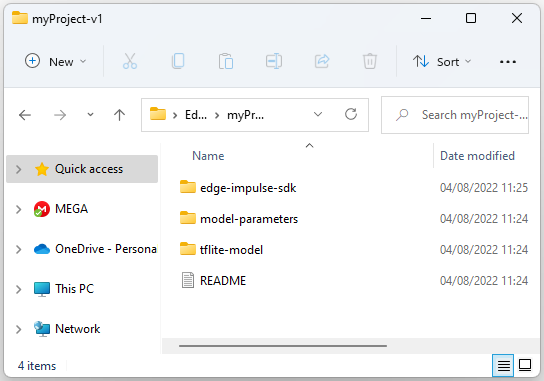 myProject-v1
New
Sort
Ed... myPr...
Search myProject-...
Name Date modified
Quick access
MEGA
OneDrive - Persona
This PC
Network
edge-impulse-sdk 04/08/2022 11:25
model-parameters 04/08/2022 11:24
tflite-model 04/08/2022 11:24
README 04/08/2022 11:24
4 items